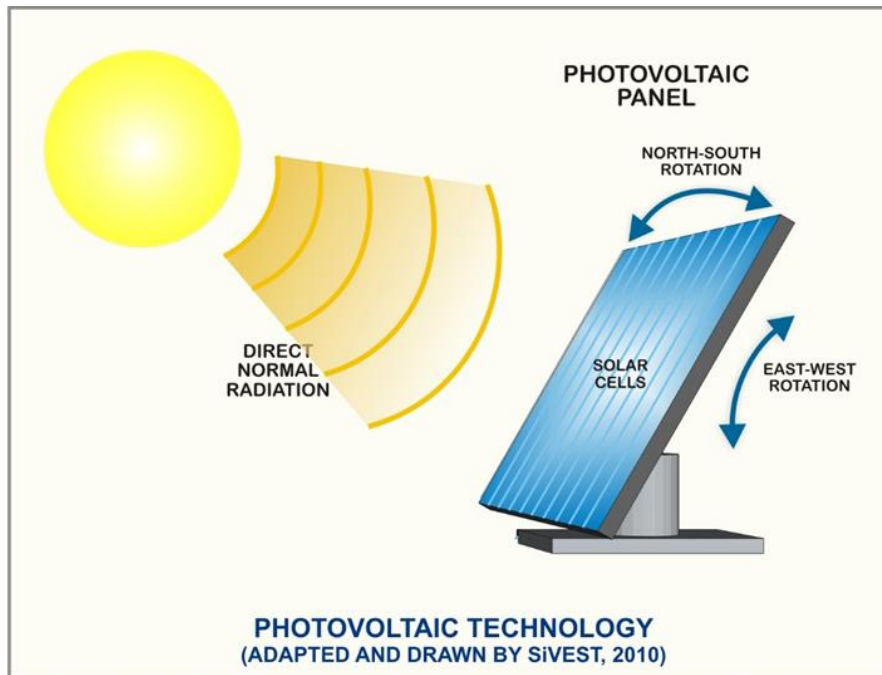 PHOTOVOLTAIC
PANEL
NORTH-SOUTH
ROTATION
DIRECT
NORMAL
RADIATION
SOLAR
CELLS
EAST-WEST
ROTATION
PHOTOVOLTAIC TECHNOLOGY
(ADAPTED AND DRAWN BY SiVEST, 2010)